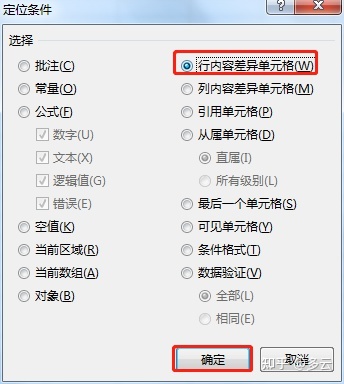 定位条件
?
选择
批注(C)
常量(O)
公式(F)
数字(U)
文本(X)
逻辑值(G)
错误(E)
空值(K)
当前区域(R)
当前数组(A)
对象(B)
行内容差异单元格(W)
列内容差异单元格(M)
引用单元格(P)
从属单元格(D)
直属(I)
所有级别(L)
最后一个单元格(S)
可见单元格(Y)
条件格式(T)
数据验证(V)
全部(L)
相同(E)
确定
取消
知乎 @多云